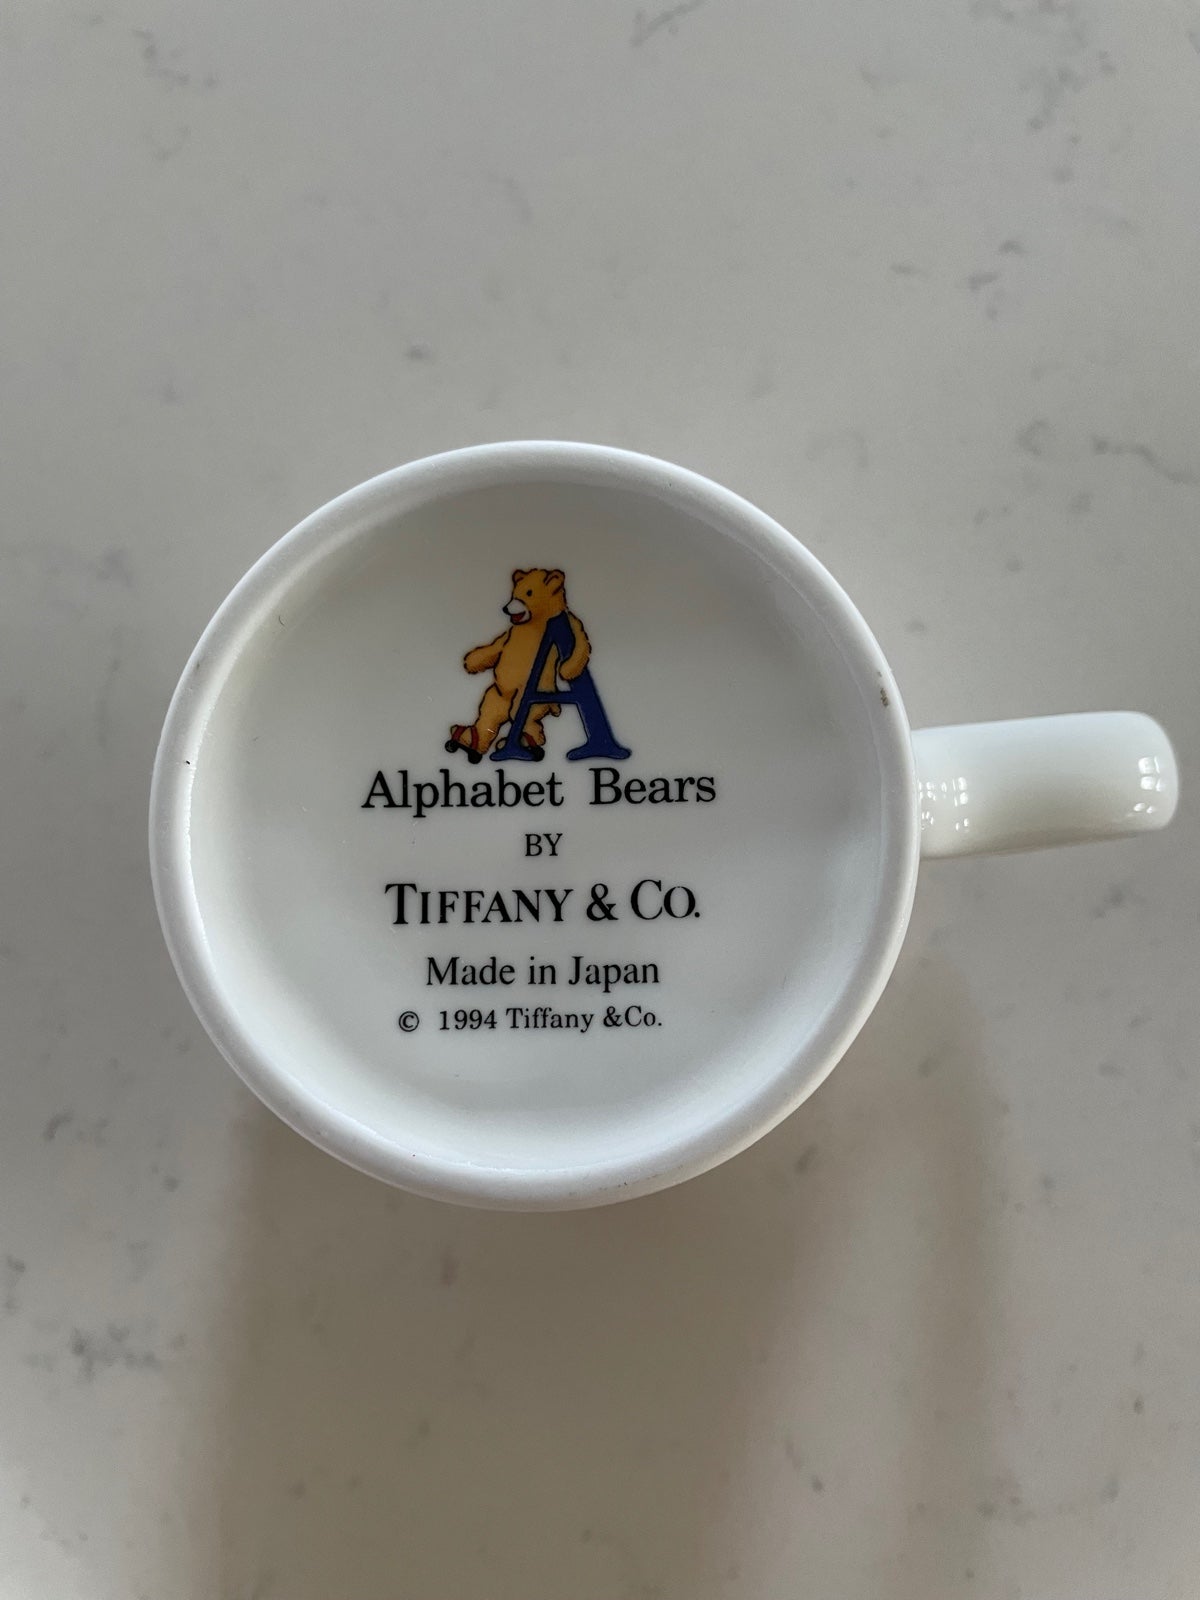 A
Alphabet Bears
BY
TIFFANY & CO.
Made in Japan
© 1994 Tiffany &Co.